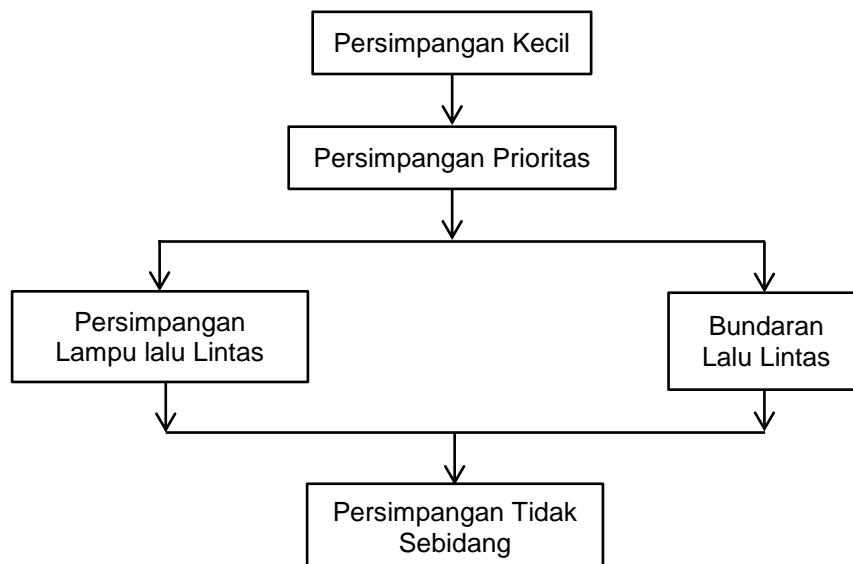 Persimpangan Kecil
Persimpangan Prioritas
Persimpangan
Lampu lalu Lintas
Bundaran
Lalu Lintas
Persimpangan Tidak
Sebidang